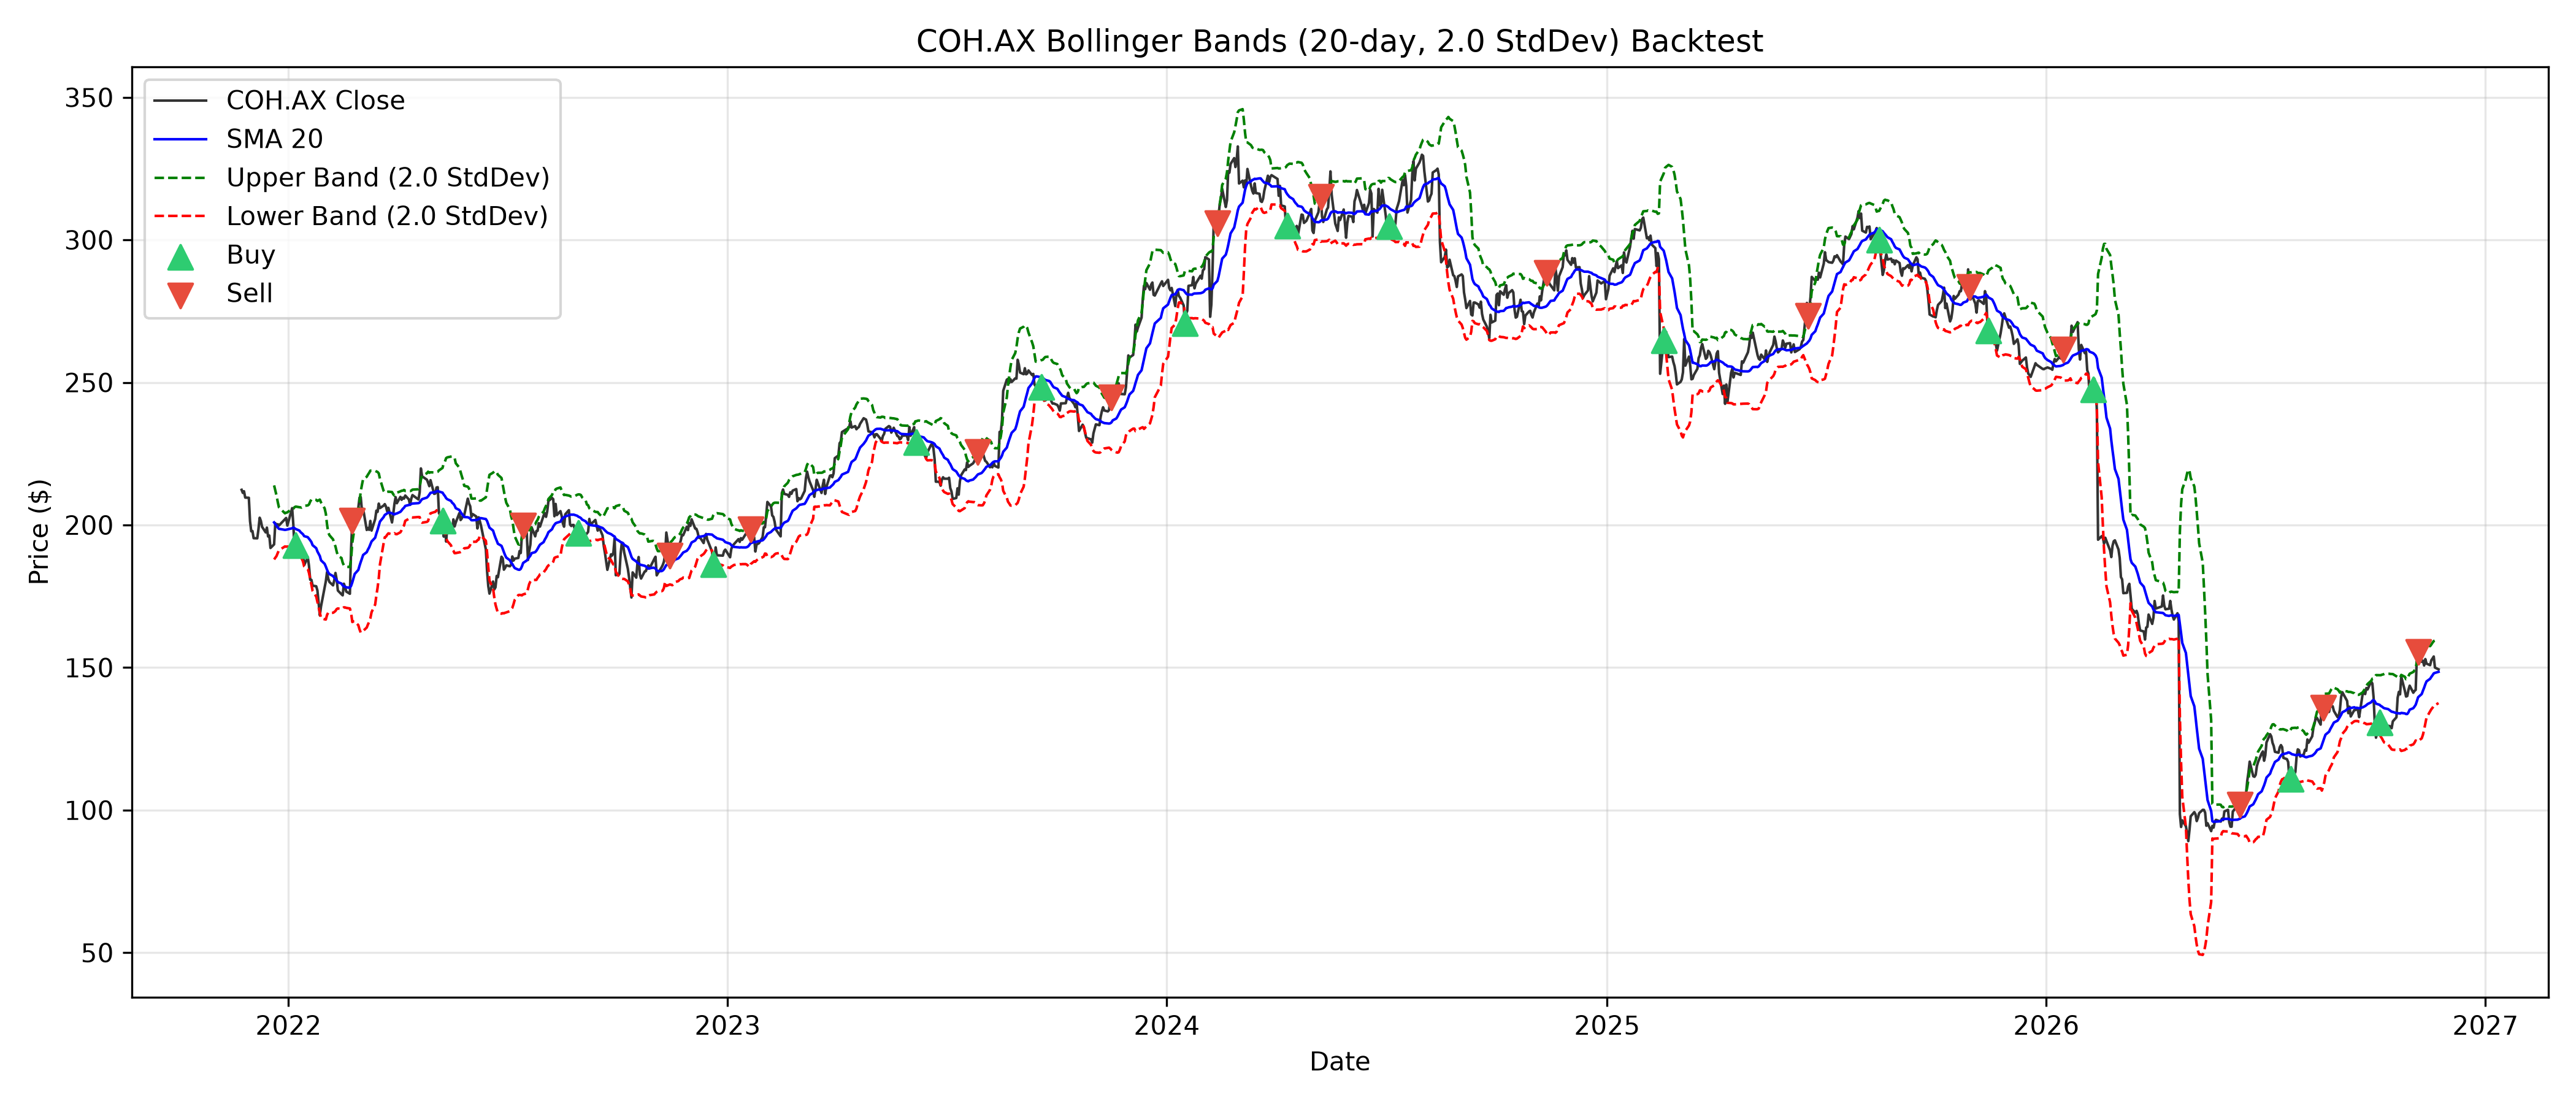 COH.AX Bollinger Bands (20-day, 2.0 StdDev) Backtest
COH.AX Close
SMA 20
Upper Band (2.0 StdDev)
Lower Band (2.0 StdDev)
Buy
Sell
Price ($)
350
300
250
200
150
100
50
2022
2023
2024
2025
2026
2027
Date